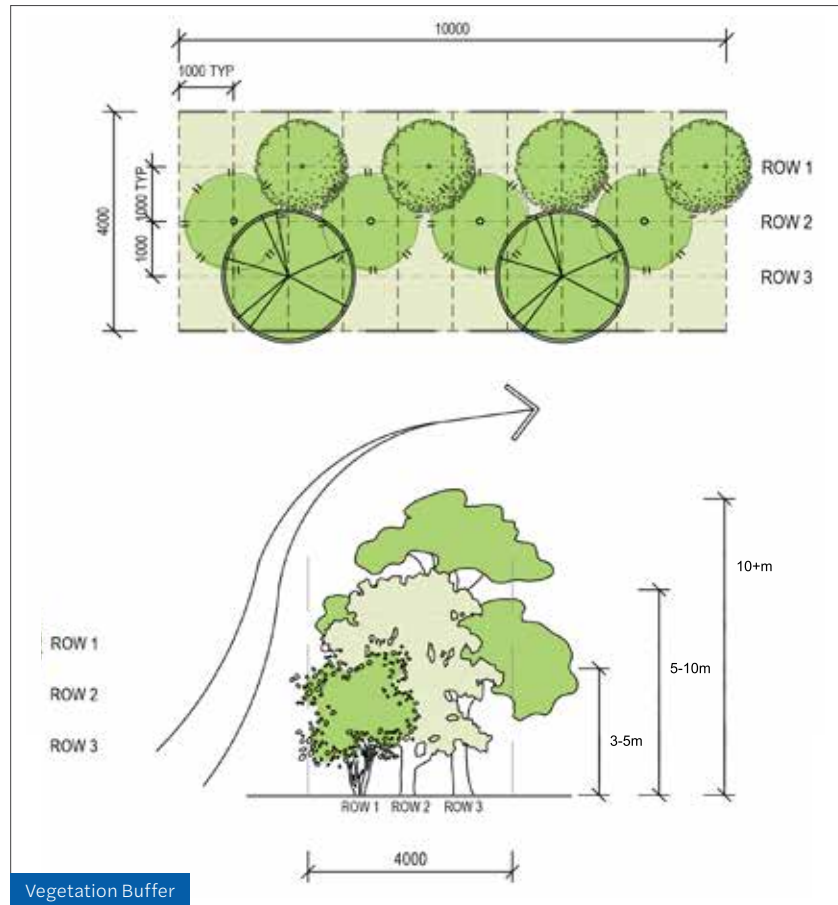 10000
1000 TYP
4000
1000 TYP
1000
ROW 1
ROW 2
ROW 3
ROW 1
ROW 2
ROW 3
10+m
5-10m
3-5m
ROW 1 ROW 2 ROW 3
4000
Vegetation Buffer